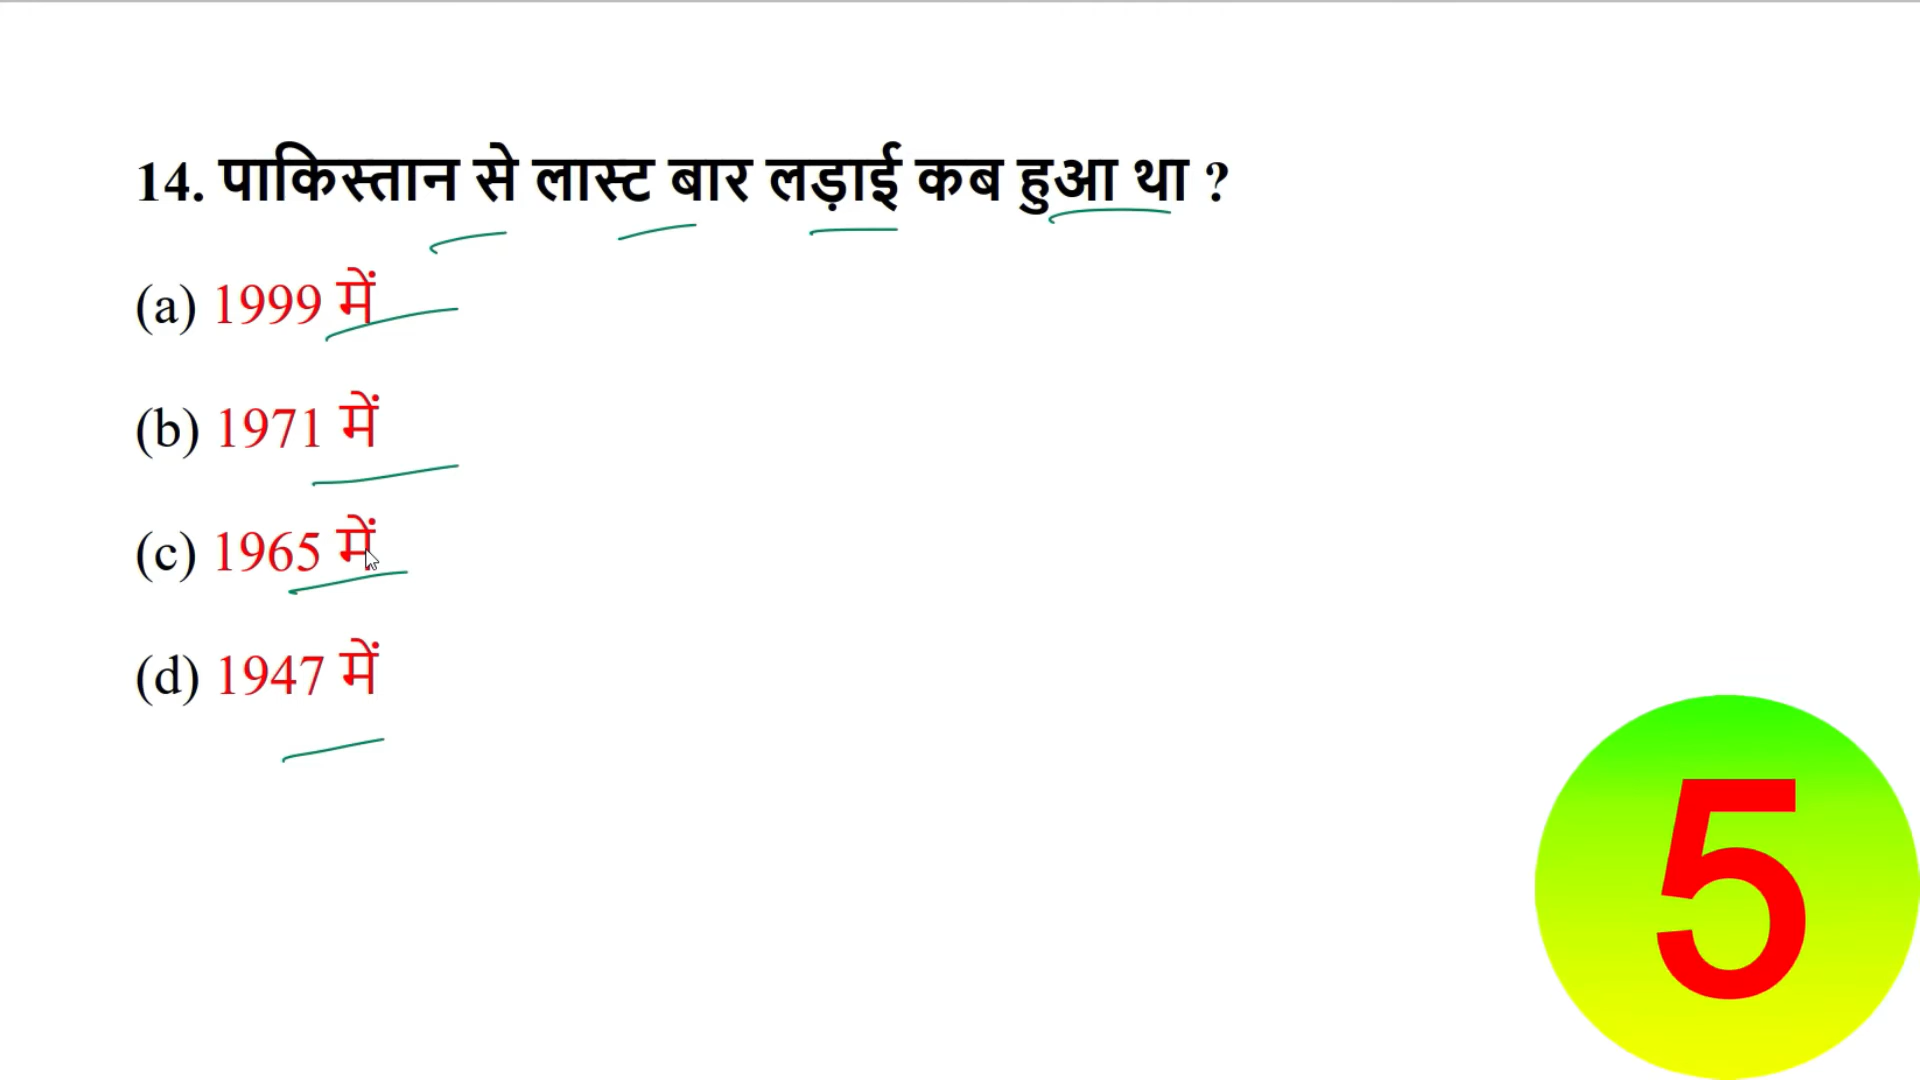 14. पाकिस्तान से लास्ट बार लड़ाई कब हुआ था ?
(a) 1999 में
(b) 1971 में
(c) 1965 में
(d) 1947 में
5